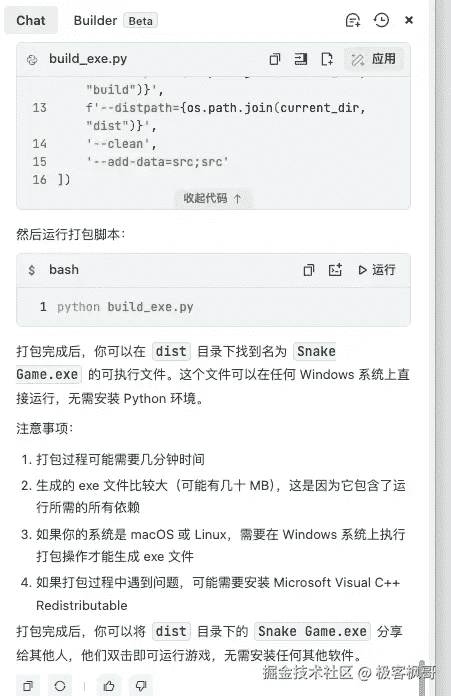 Chat Builder Beta
build_exe.py 应用
"build")}',
13 f'--distpath={os.path.join(current_dir,
"dist")}',
14 '--clean',
15 '--add-data=src;src'
16 ])
收起代码 ↑
然后运行打包脚本：
$ bash 运行
1 python build_exe.py
打包完成后，你可以在 dist 目录下找到名为 Snake
Game.exe 的可执行文件。这个文件可以在任何 Windows 系统上直
接运行，无需安装 Python 环境。
注意事项：
1. 打包过程可能需要几分钟时间
2. 生成的 exe 文件比较大（可能有几十 MB），这是因为它包含了运
行所需的所有依赖
3. 如果你的系统是 macOS 或 Linux，需要在 Windows 系统上执行
打包操作才能生成 exe 文件
4. 如果打包过程中遇到问题，可能需要安装 Microsoft Visual C++
Redistributable
打包完成后，你可以将 dist 目录下的 Snake Game.exe 分享
给其他人，他们双击即可运行游戏，无需安装任何其他软件。
掘金技术社区 @ 极客枫哥